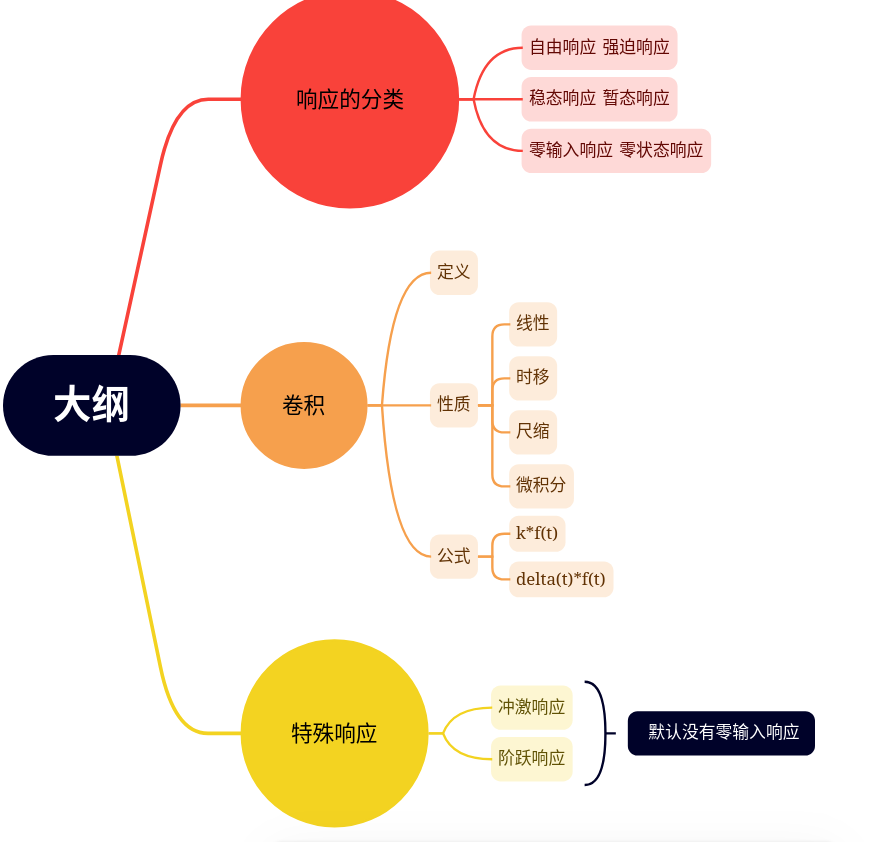 大纲
响应的分类
自由响应 强迫响应
稳态响应 暂态响应
零输入响应 零状态响应
卷积
定义
性质
线性
时移
尺缩
微积分
公式
k*f(t)
delta(t)*f(t)
特殊响应
冲激响应
阶跃响应
默认没有零输入响应